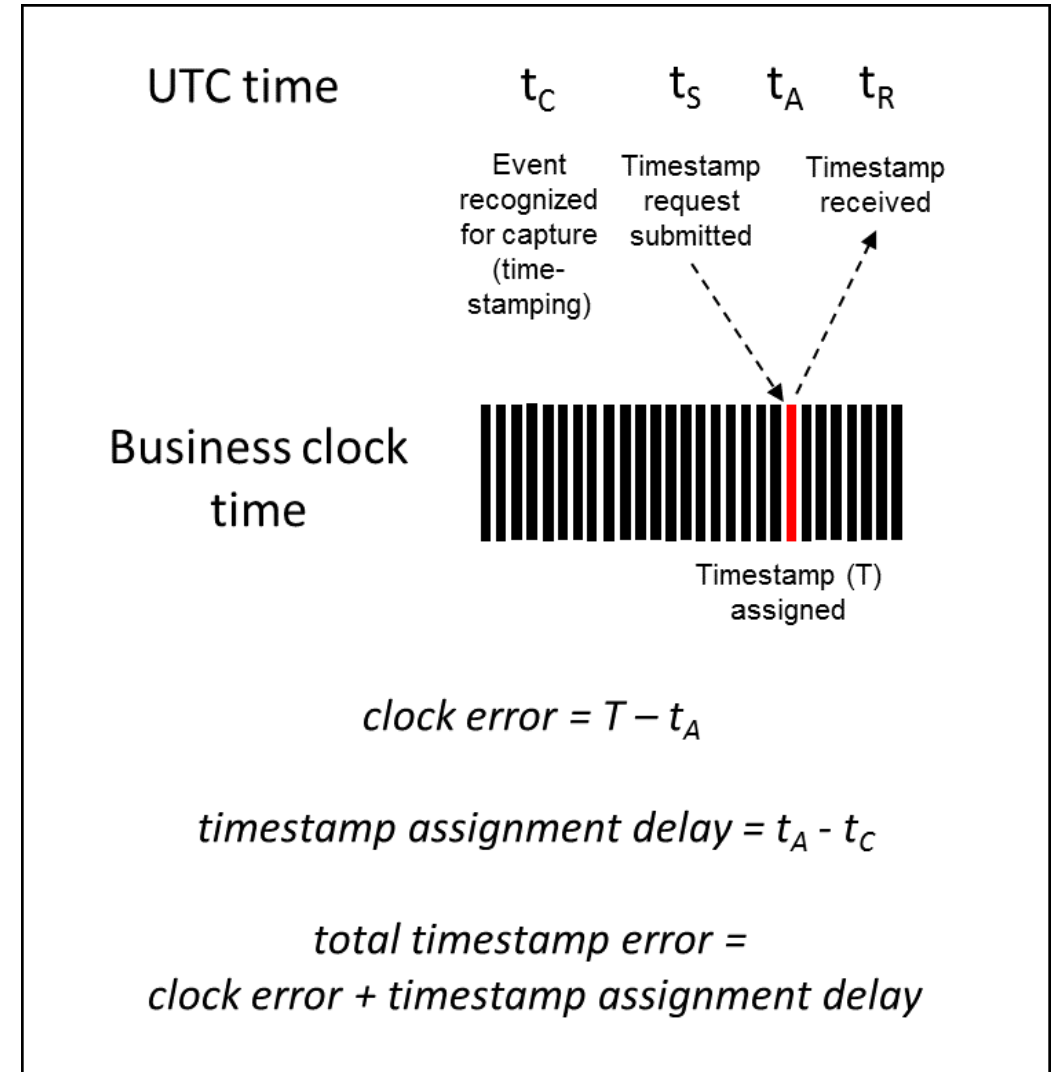 UTC time t_C t_S t_A t_R
Event
recognized
for capture
(time-
stamping)
Timestamp
request
submitted
Timestamp
received
Business clock
time
Timestamp (T)
assigned
clock error = T – t_A
timestamp assignment delay = t_A - t_C
total timestamp error =
clock error + timestamp assignment delay